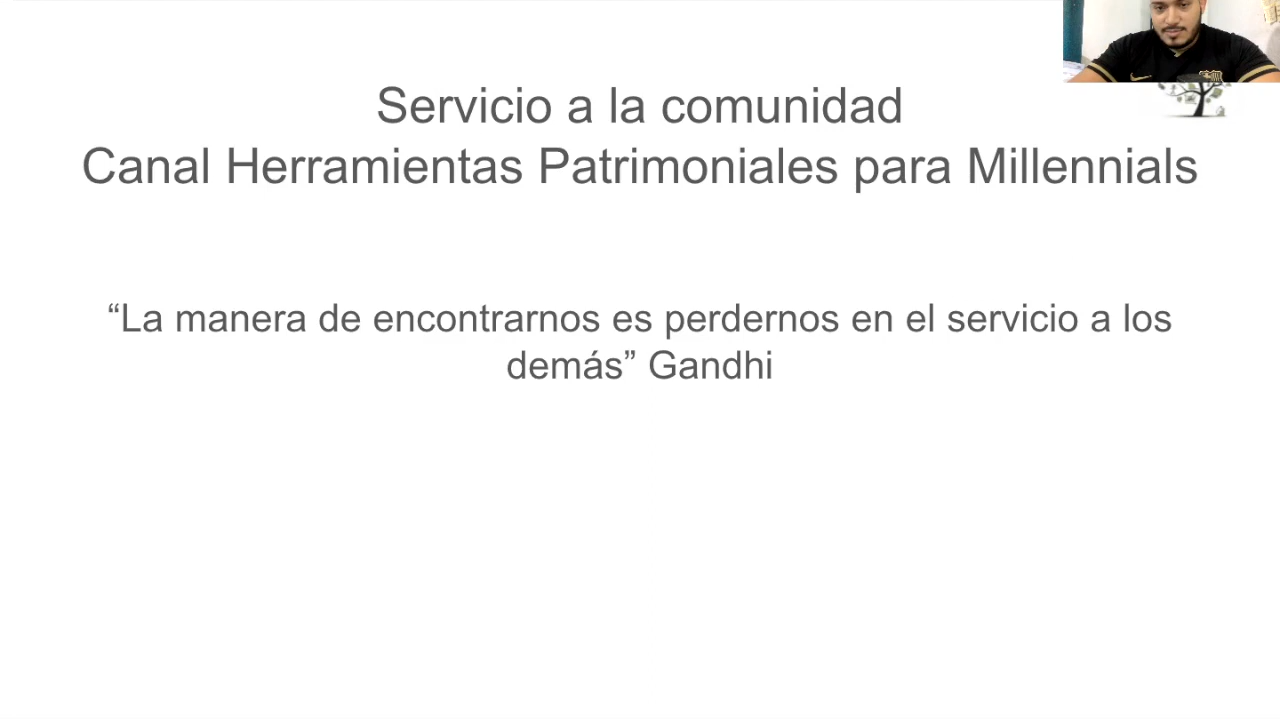 Servicio a la comunidad
Canal Herramientas Patrimoniales para Millennials
“La manera de encontrarnos es perdernos en el servicio a los
demás” Gandhi